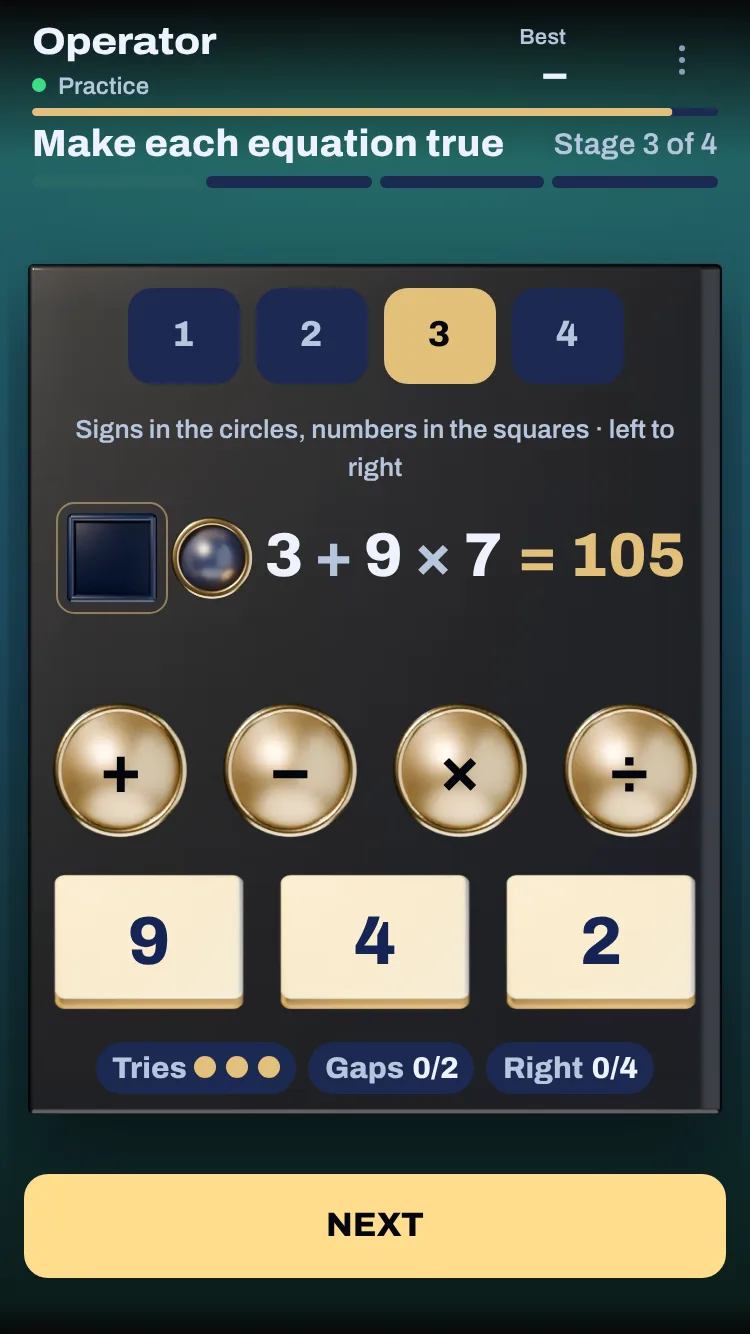 Operator
Best
Practice
–
Make each equation true
Stage 3 of 4
1 2 3 4
Signs in the circles, numbers in the squares · left to
right
3 + 9 × 7 = 105
+ − × ÷
9 4 2
Tries
Gaps 0/2
Right 0/4
NEXT